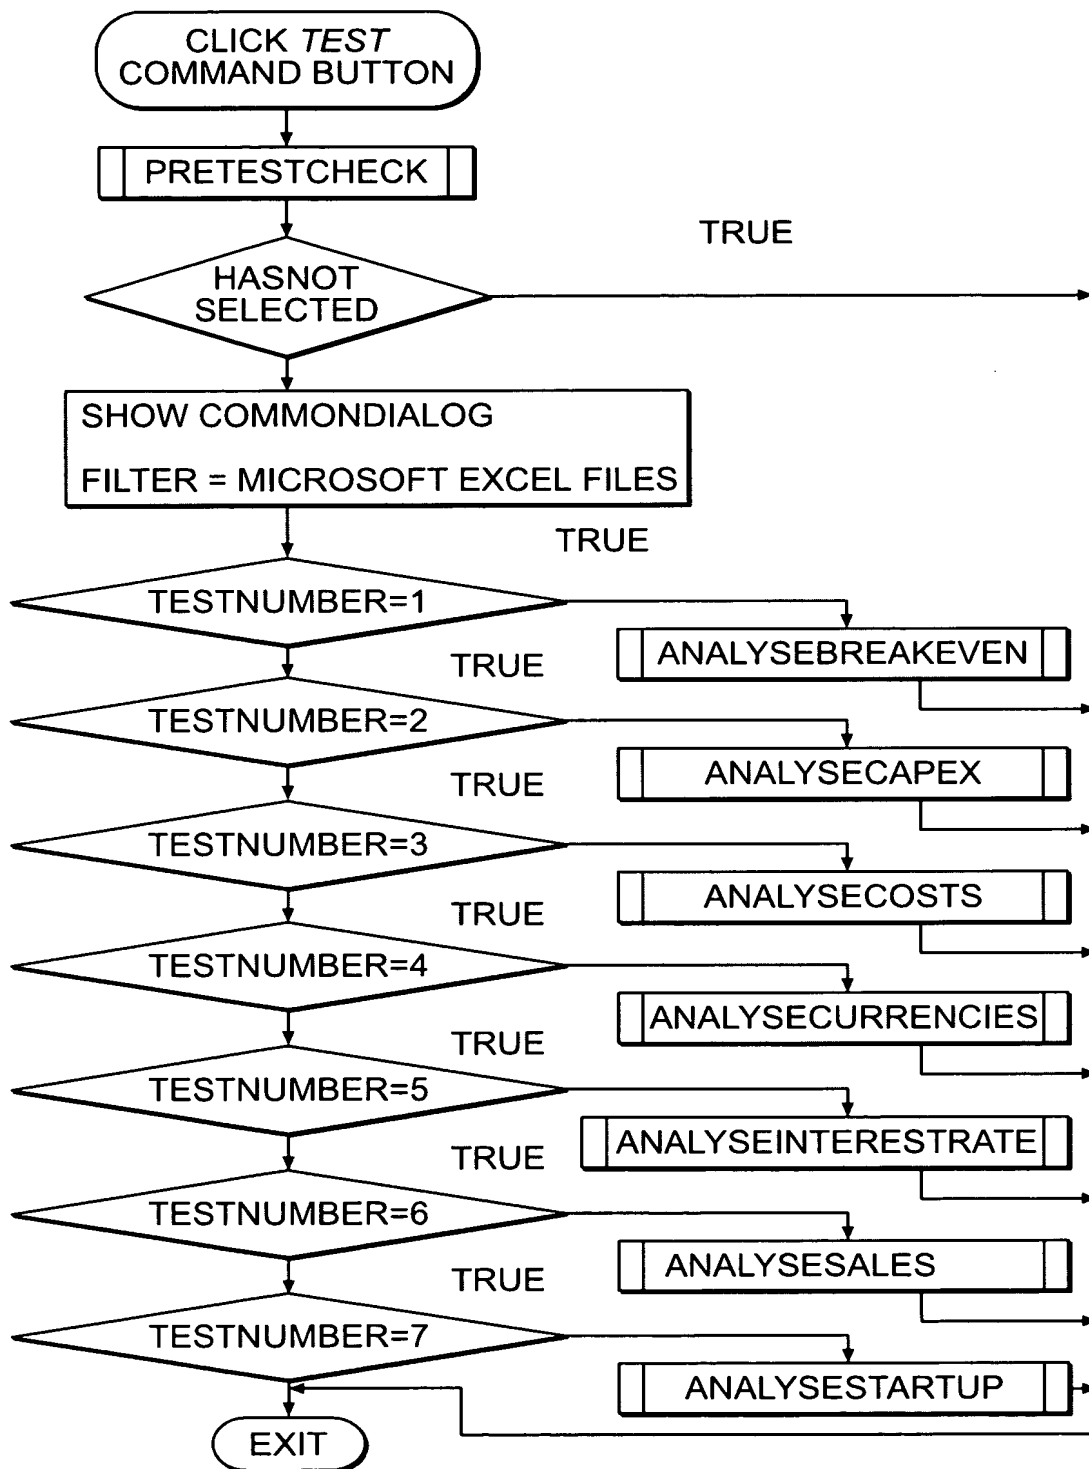 CLICK TEST
COMMAND BUTTON
PRETESTCHECK
TRUE
HASNOT
SELECTED
SHOW COMMONDIALOG
FILTER = MICROSOFT EXCEL FILES
TRUE
TESTNUMBER=1
ANALYSEBREAKEVEN
TRUE
TESTNUMBER=2
ANALYSECAPEX
TRUE
TESTNUMBER=3
ANALYSECOSTS
TRUE
TESTNUMBER=4
ANALYSECURRENCIES
TRUE
TESTNUMBER=5
ANALYSEINTERESTRATE
TRUE
TESTNUMBER=6
ANALYSESALES
TRUE
TESTNUMBER=7
ANALYSESTARTUP
EXIT